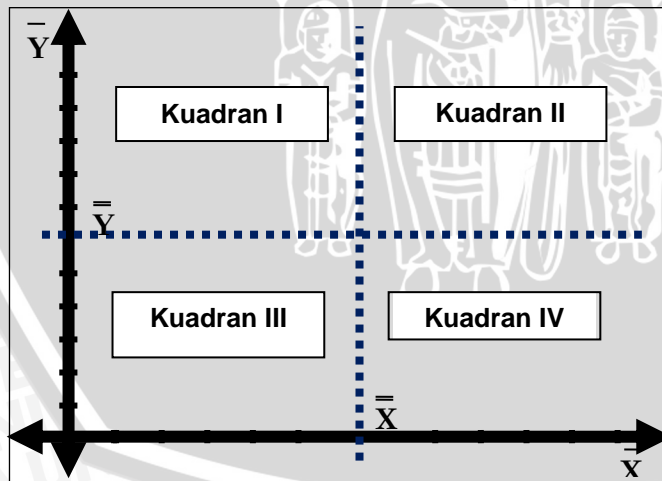 Y̅
Kuadran I
Kuadran II
Y̿
Kuadran III
Kuadran IV
X̿
X̅